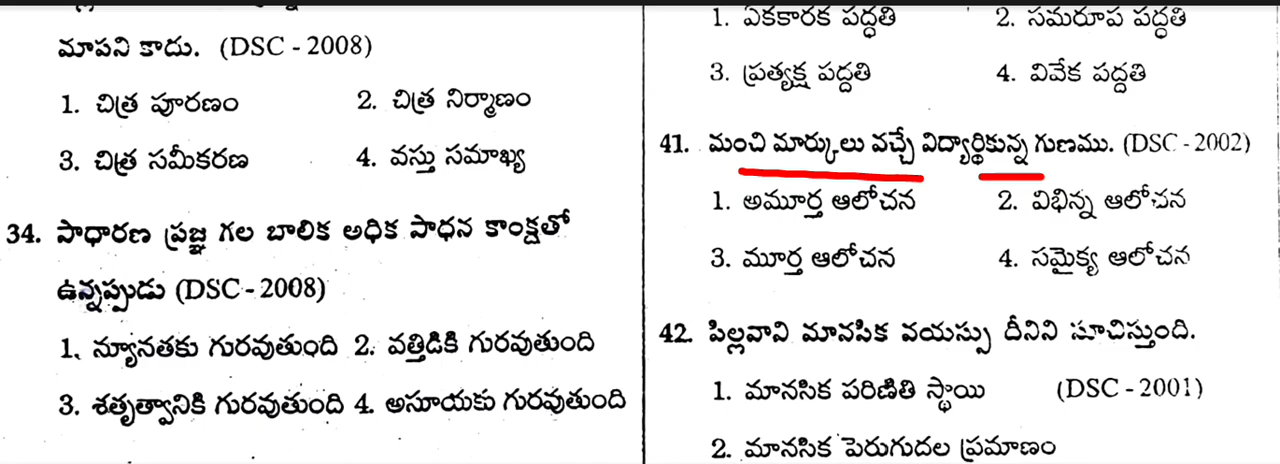 మాపని కాదు. (DSC - 2008)
1. చిత్ర పూరణం 2. చిత్ర నిర్మాణం
3. చిత్ర సమీకరణ 4. వస్తు సమాఖ్య
34. సాధారణ ప్రజ్ఞ గల బాలిక అధిక సాధన కాంక్షతో
ఉన్నప్పుడు (DSC - 2008)
1. న్యూనతకు గురవుతుంది 2. వత్తిడికి గురవుతుంది
3. శతృత్వానికి గురవుతుంది 4. అసూయకు గురవుతుంది
1. ఏకకారక పద్ధతి 2. సమరూప పద్ధతి
3. ప్రత్యక్ష పద్దతి 4. వివేక పద్దతి
41. మంచి మార్కులు వచ్చే విద్యార్థికున్న గుణము. (DSC - 2002)
1. అమూర్త ఆలోచన 2. విభిన్న ఆలోచన
3. మూర్త ఆలోచన 4. సమైక్య ఆలోచన
42. పిల్లవాని మానసిక వయస్సు దీనిని సూచిస్తుంది.
1. మానసిక పరిణితి స్థాయి (DSC - 2001)
2. మానసిక పెరుగుదల ప్రమాణం